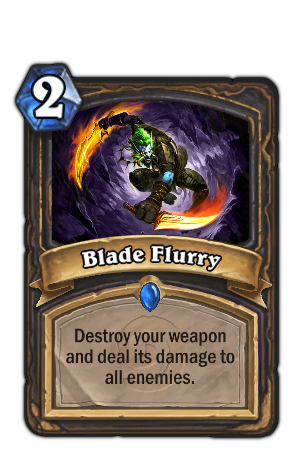 2
Blade Flurry
Destroy your weapon
and deal its damage to
all enemies.